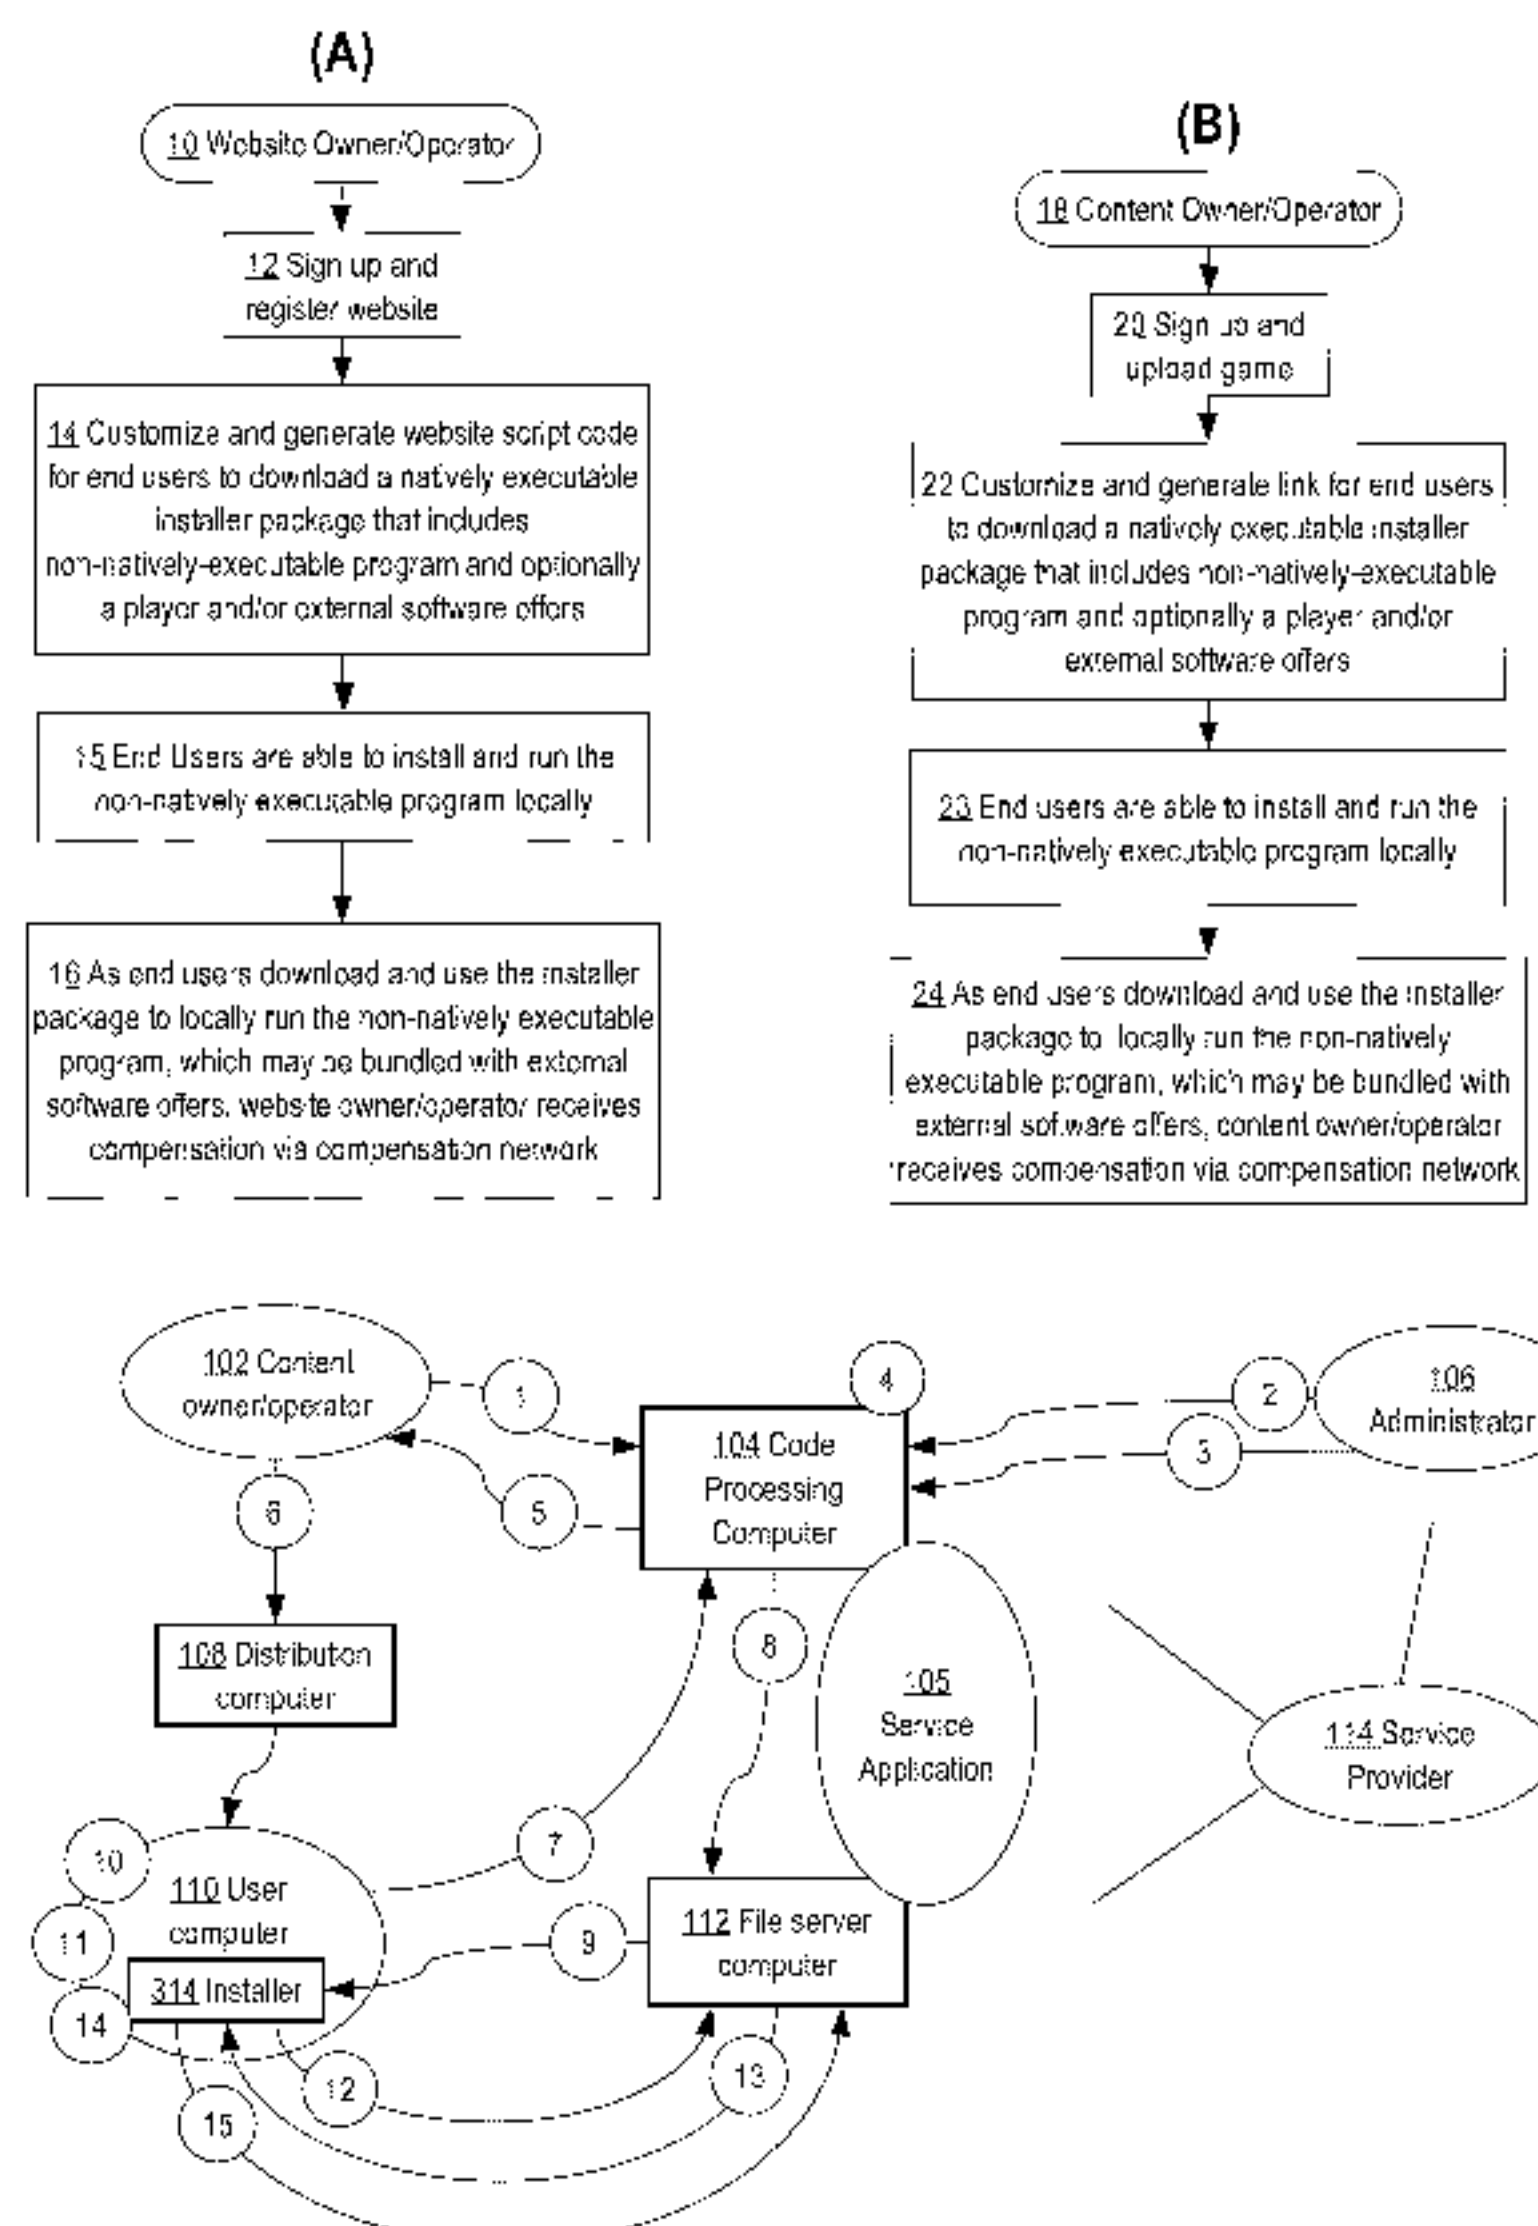 (A)
10 Website Owner/Operator
12 Sign up and
register website
14 Customize and generate website script code
for end users to download a natively executable
installer package that includes
non-natively-executable program and optionally
a player and/or external software offers
15 End Users are able to install and run the
non-natively executable program locally
16 As end users download and use the installer
package to locally run the non-natively executable
program, which may be bundled with external
software offers, website owner/operator receives
compensation via compensation network
(B)
18 Content Owner/Operator
20 Sign up and
upload game
22 Customize and generate link for end users
to download a natively executable installer
package that includes non-natively-executable
program and optionally a player and/or
external software offers
23 End users are able to install and run the
non-natively executable program locally
24 As end users download and use the installer
package to locally run the non-natively
executable program, which may be bundled with
external software offers, content owner/operator
receives compensation via compensation network
102 Content
owner/operator
1
4
2
106
Administrator
3
104 Code
Processing
Computer
5
6
108 Distribution
computer
8
105
Service
Application
114 Service
Provider
7
10
110 User
computer
11
9
112 File server
computer
314 Installer
14
12
13
15